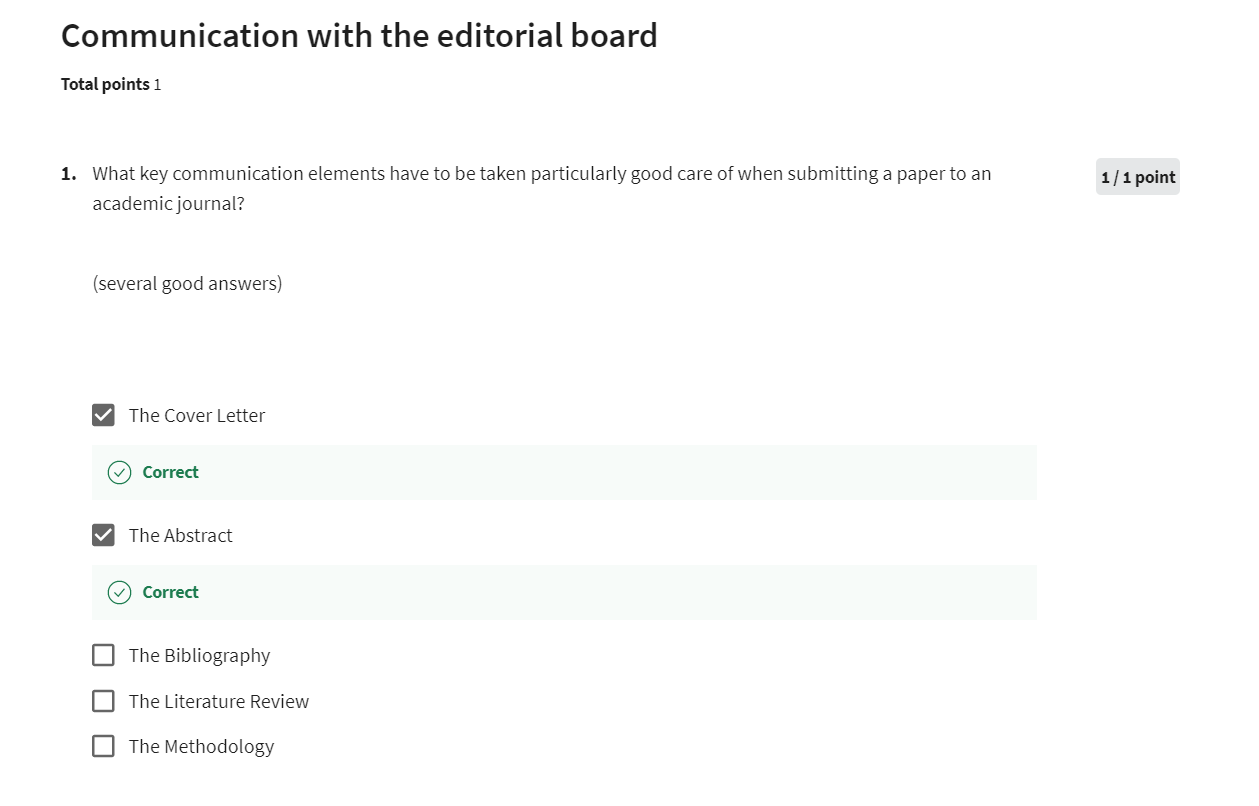 Communication with the editorial board
Total points 1
1. What key communication elements have to be taken particularly good care of when submitting a paper to an
academic journal?
1 / 1 point
(several good answers)
The Cover Letter
Correct
The Abstract
Correct
The Bibliography
The Literature Review
The Methodology